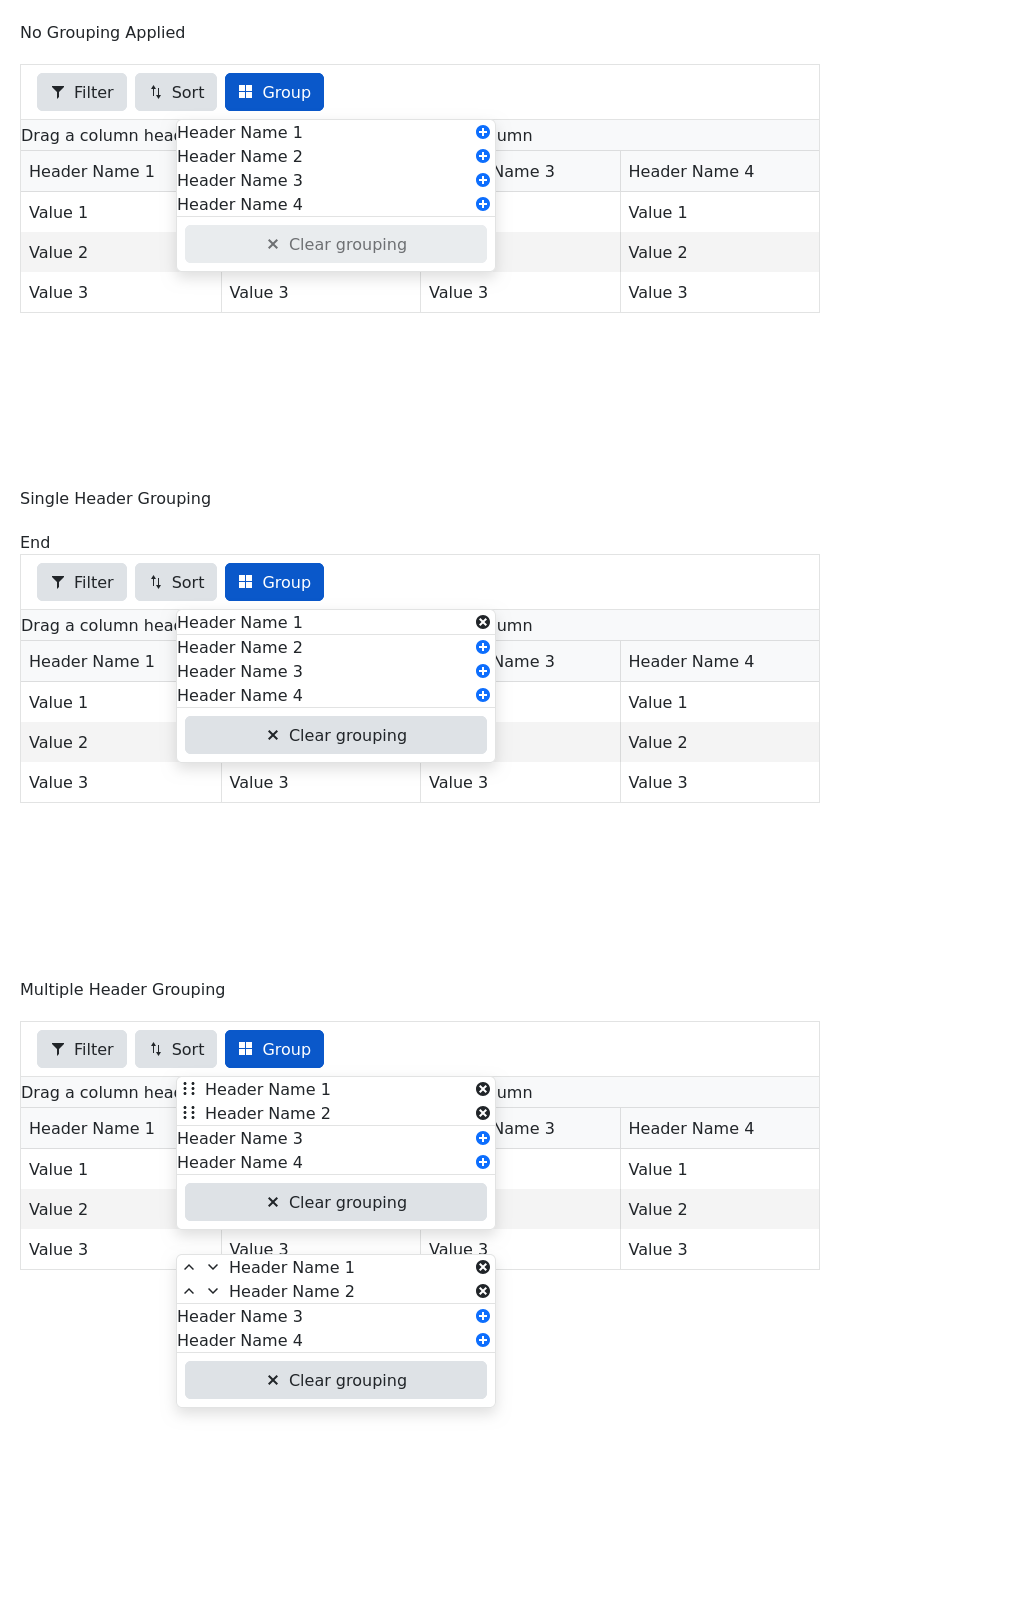 No Grouping Applied
Filter Sort Group
Drag a column umn
Header Name 1 Name 3 Header Name 4
Header Name 1
Header Name 2
Header Name 3
Header Name 4
Clear grouping
Value 1 Value 1
Value 2 Value 2
Value 3 Value 3 Value 3 Value 3
Single Header Grouping
End
Filter Sort Group
Drag a column umn
Header Name 1 Name 3 Header Name 4
Header Name 1
Header Name 2
Header Name 3
Header Name 4
Clear grouping
Value 1 Value 1
Value 2 Value 2
Value 3 Value 3 Value 3 Value 3
Multiple Header Grouping
Filter Sort Group
Drag a column umn
Header Name 1 Name 3 Header Name 4
Header Name 1
Header Name 2
Header Name 3
Header Name 4
Clear grouping
Value 1 Value 1
Value 2 Value 2
Value 3 Value 3 Value 3 Value 3
Header Name 1
Header Name 2
Header Name 3
Header Name 4
Clear grouping